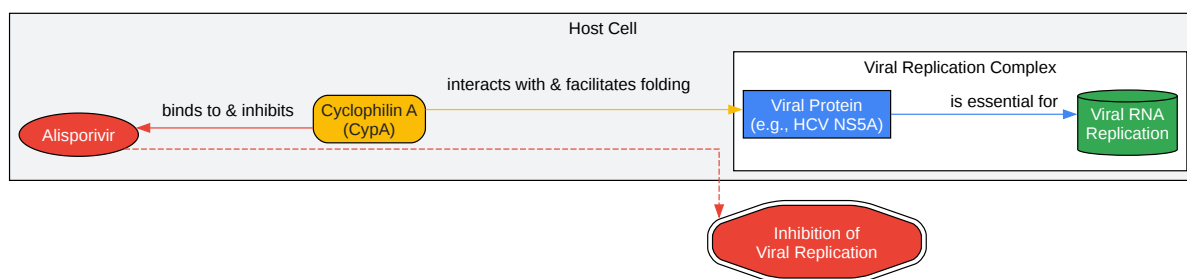 Host Cell
Viral Replication Complex
interacts with & facilitates folding
binds to & inhibits
is essential for
Alisporivir
Cyclophilin A
(CypA)
Viral Protein
(e.g., HCV NS5A)
Viral RNA
Replication
Inhibition of
Viral Replication